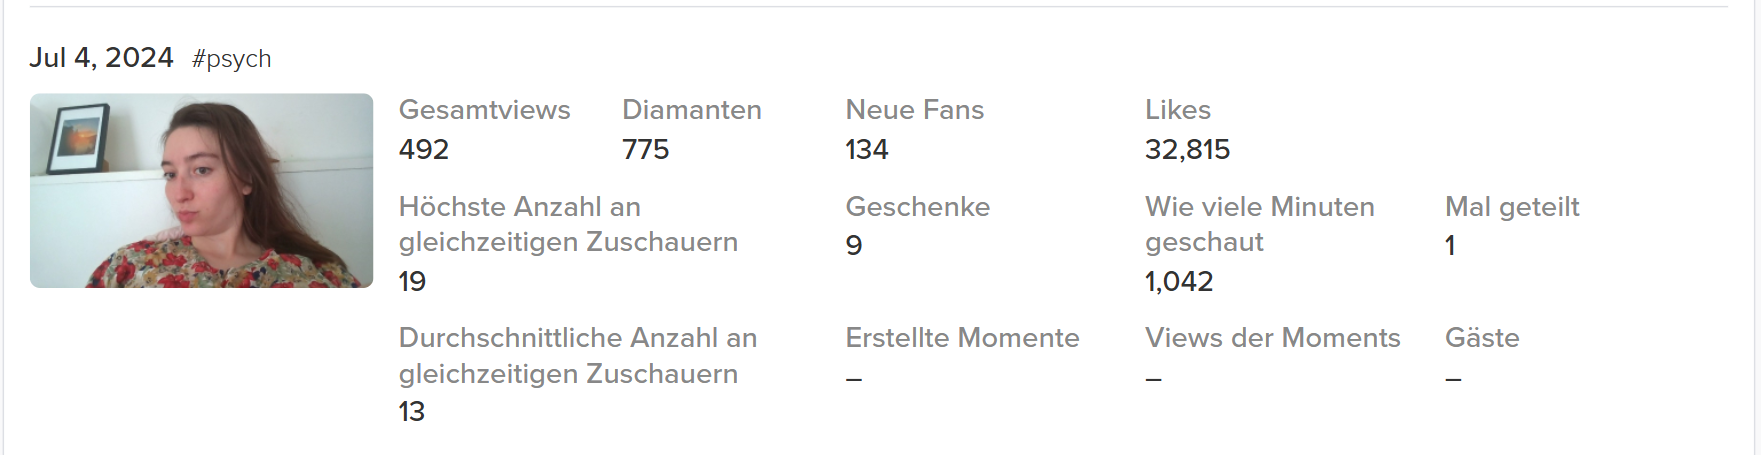 Jul 4, 2024 #psych
Gesamtviews
492
Diamanten
775
Neue Fans
134
Likes
32,815
Höchste Anzahl an
gleichzeitigen Zuschauern
19
Geschenke
9
Wie viele Minuten
geschaut
1,042
Mal geteilt
1
Durchschnittliche Anzahl an
gleichzeitigen Zuschauern
13
Erstellte Momente
–
Views der Moments
–
Gäste
–